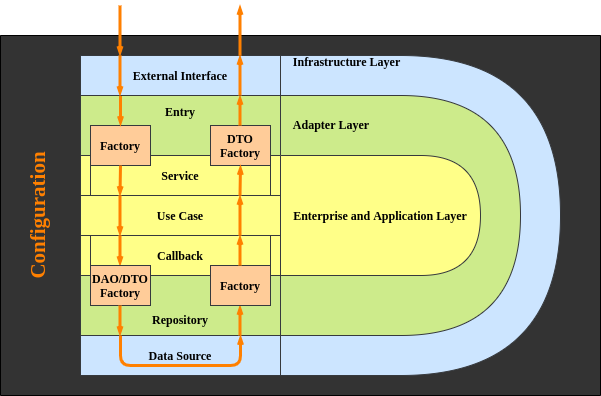 Infrastructure Layer
External Interface
Entry
Adapter Layer
Factory
DTO
Factory
Service
Use Case
Enterprise and Application Layer
Configuration
Callback
DAO/DTO
Factory
Factory
Repository
Data Source